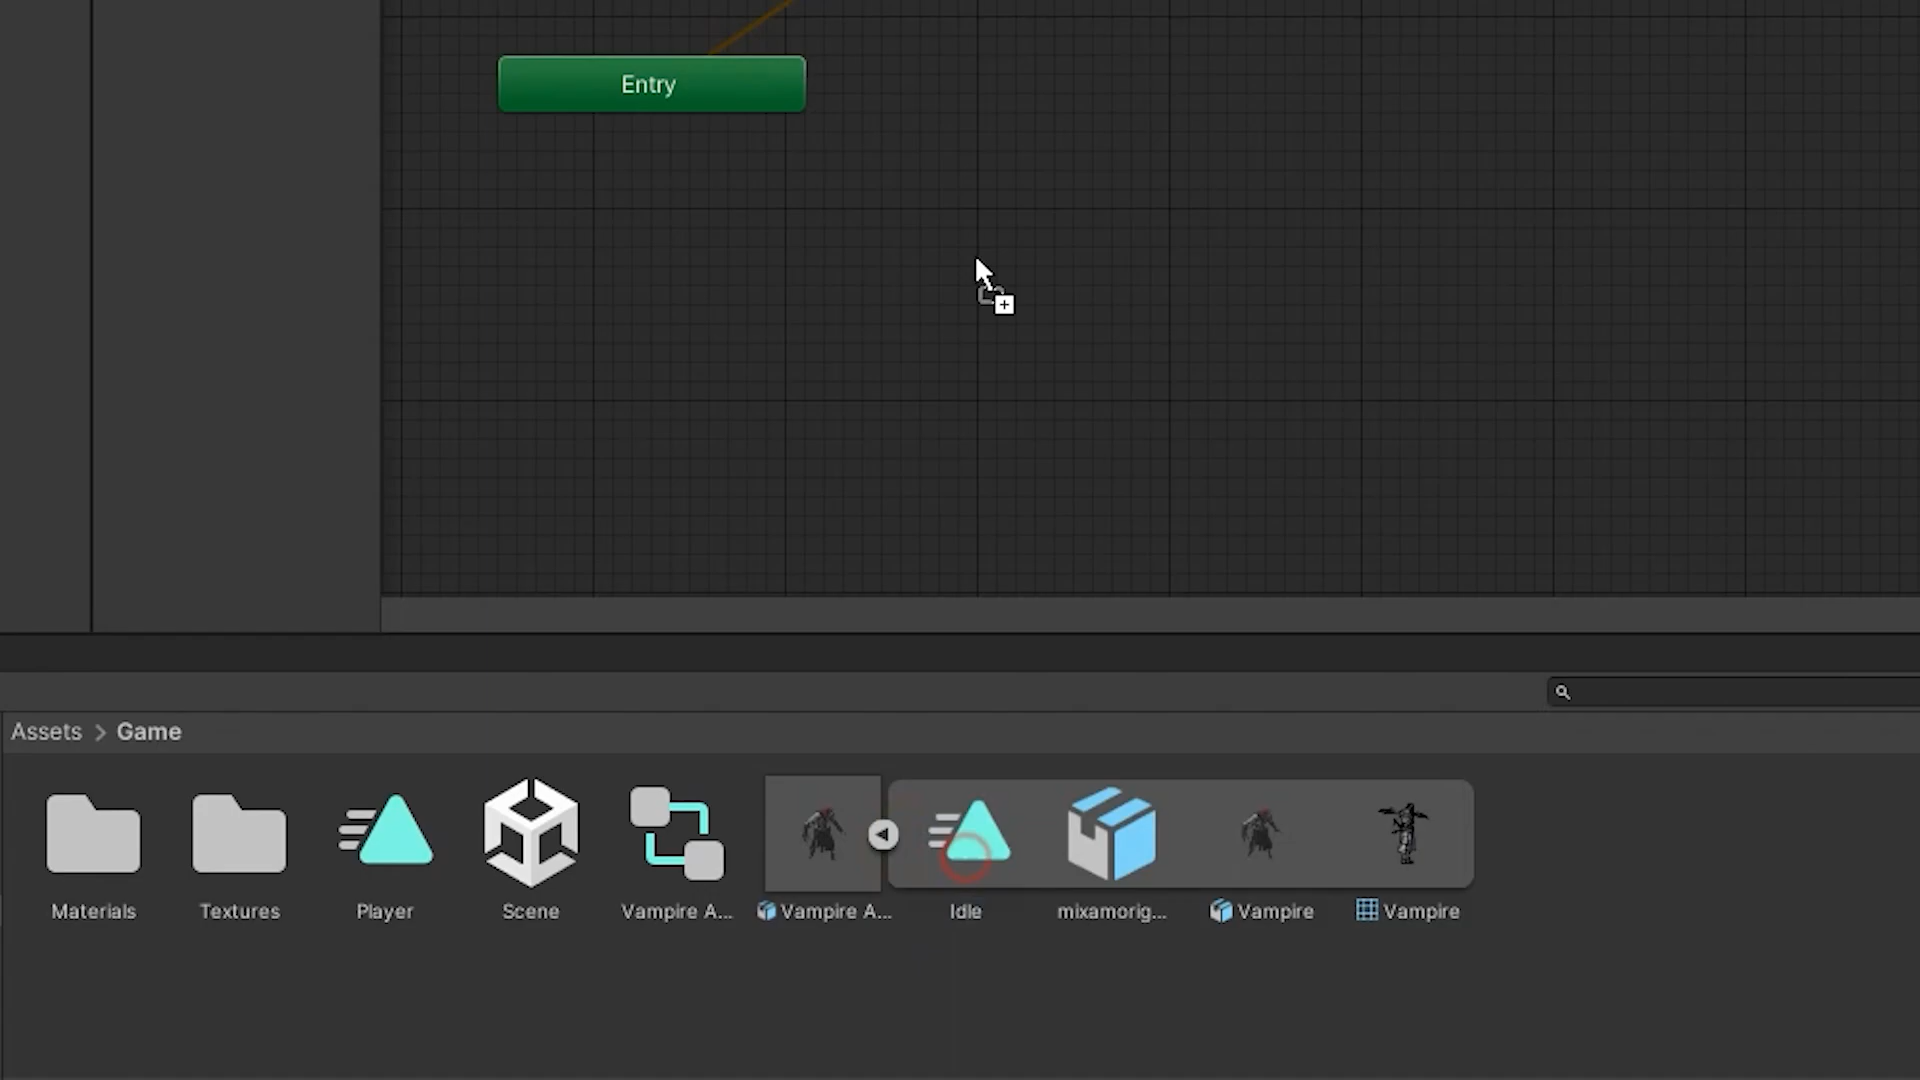 Entry
Assets > Game
Materials
Textures
Player
Scene
Vampire A...
Vampire A...
Idle
mixamorig...
Vampire
Vampire